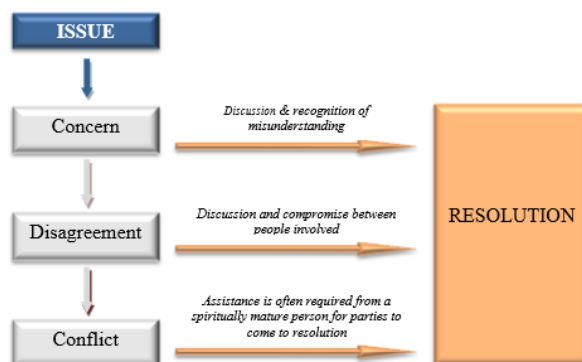 ISSUE
Concern
Discussion & recognition of
misunderstanding
Disagreement
Discussion and compromise between
people involved
RESOLUTION
Conflict
Assistance is often required from a
spiritually mature person for parties to
come to resolution